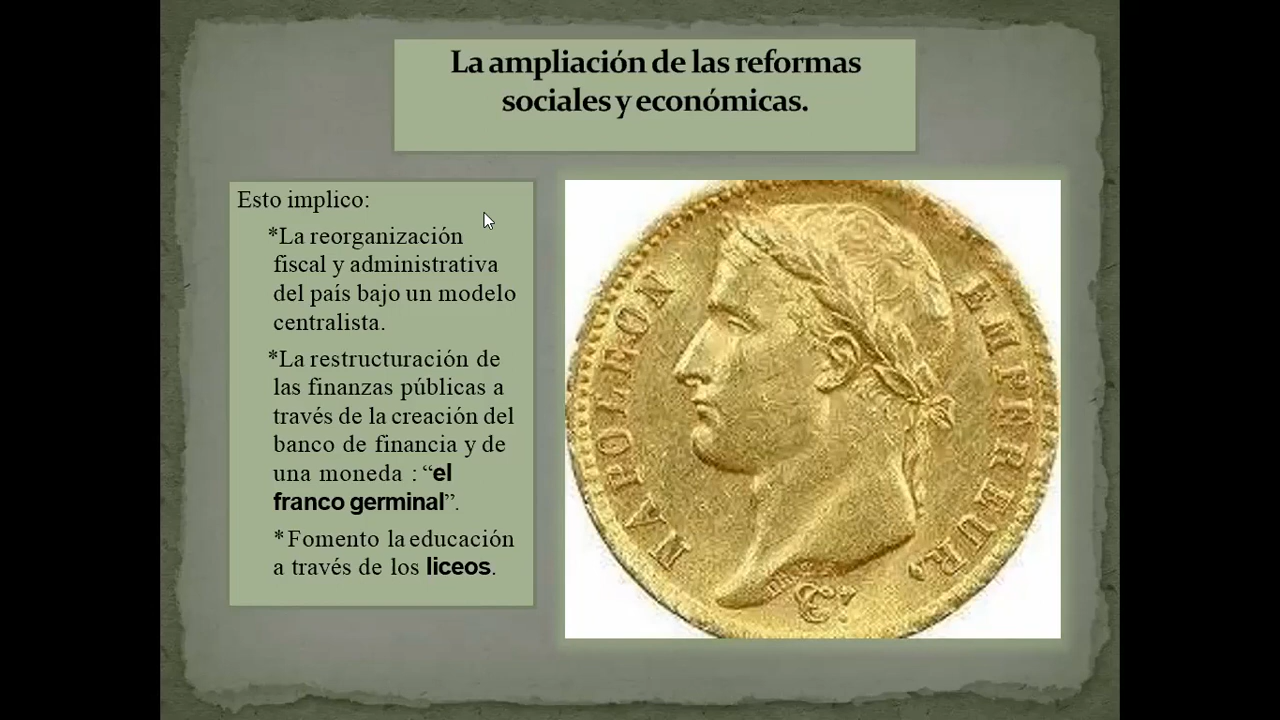 La ampliación de las reformas
sociales y económicas.
Esto implico:
*La reorganización
fiscal y administrativa
del país bajo un modelo
centralista.
*La restructuración de
las finanzas públicas a
través de la creación del
banco de financia y de
una moneda : “el
franco germinal”.
* Fomento la educación
a través de los liceos.
NAPOLEON
EMPEREUR.